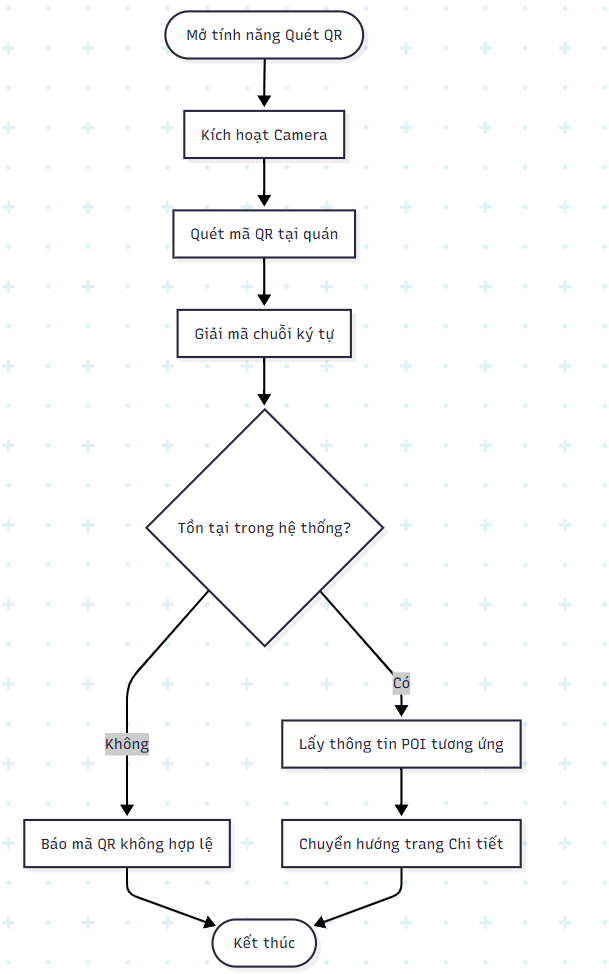 Mở tính năng Quét QR
Kích hoạt Camera
Quét mã QR tại quán
Giải mã chuỗi ký tự
Tồn tại trong hệ thống?
Có
Không
Lấy thông tin POI tương ứng
Báo mã QR không hợp lệ
Chuyển hướng trang Chi tiết
Kết thúc